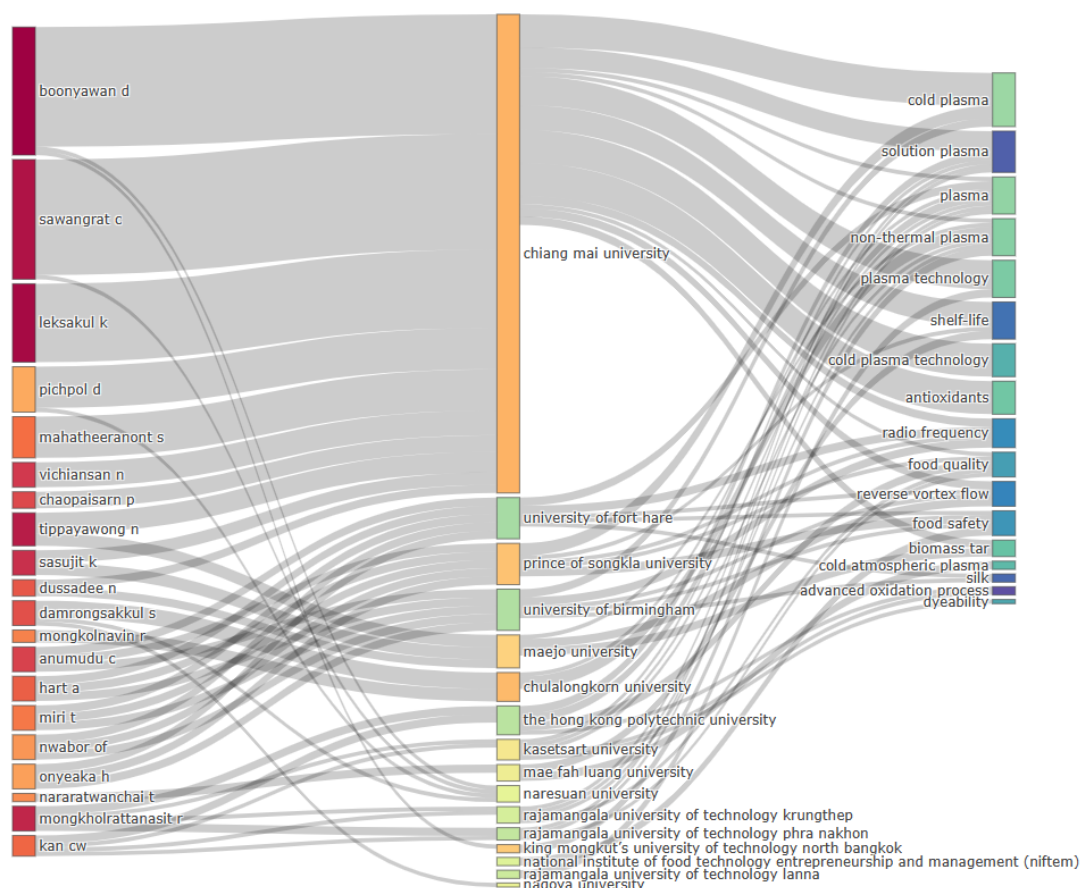 boonyawan d
sawangrat c
leksakul k
pichpol d
mahatheeranont s
vichiansan n
chaopaisarn p
tippayawong n
sasujit k
dussadee n
damrongsakkul s
mongkolnavin r
anumudu c
hart a
miri t
nwabor of
onyeaka h
nararatwanchai t
mongkholrattanasit r
kan cw
chiang mai university
university of fort hare
prince of songkla university
university of birmingham
maejo university
chulalongkorn university
the hong kong polytechnic university
kasetsart university
mae fah luang university
naresuan university
rajamangala university of technology krungthep
rajamangala university of technology phra nakhon
king mongkut's university of technology north bangkok
national institute of food technology entrepreneurship and management (niftem)
rajamangala university of technology lanna
nagoya university
cold plasma
solution plasma
plasma
non-thermal plasma
plasma technology
shelf-life
cold plasma technology
antioxidants
radio frequency
food quality
reverse vortex flow
food safety
biomass tar
cold atmospheric plasma
silk
advanced oxidation process
dyeability